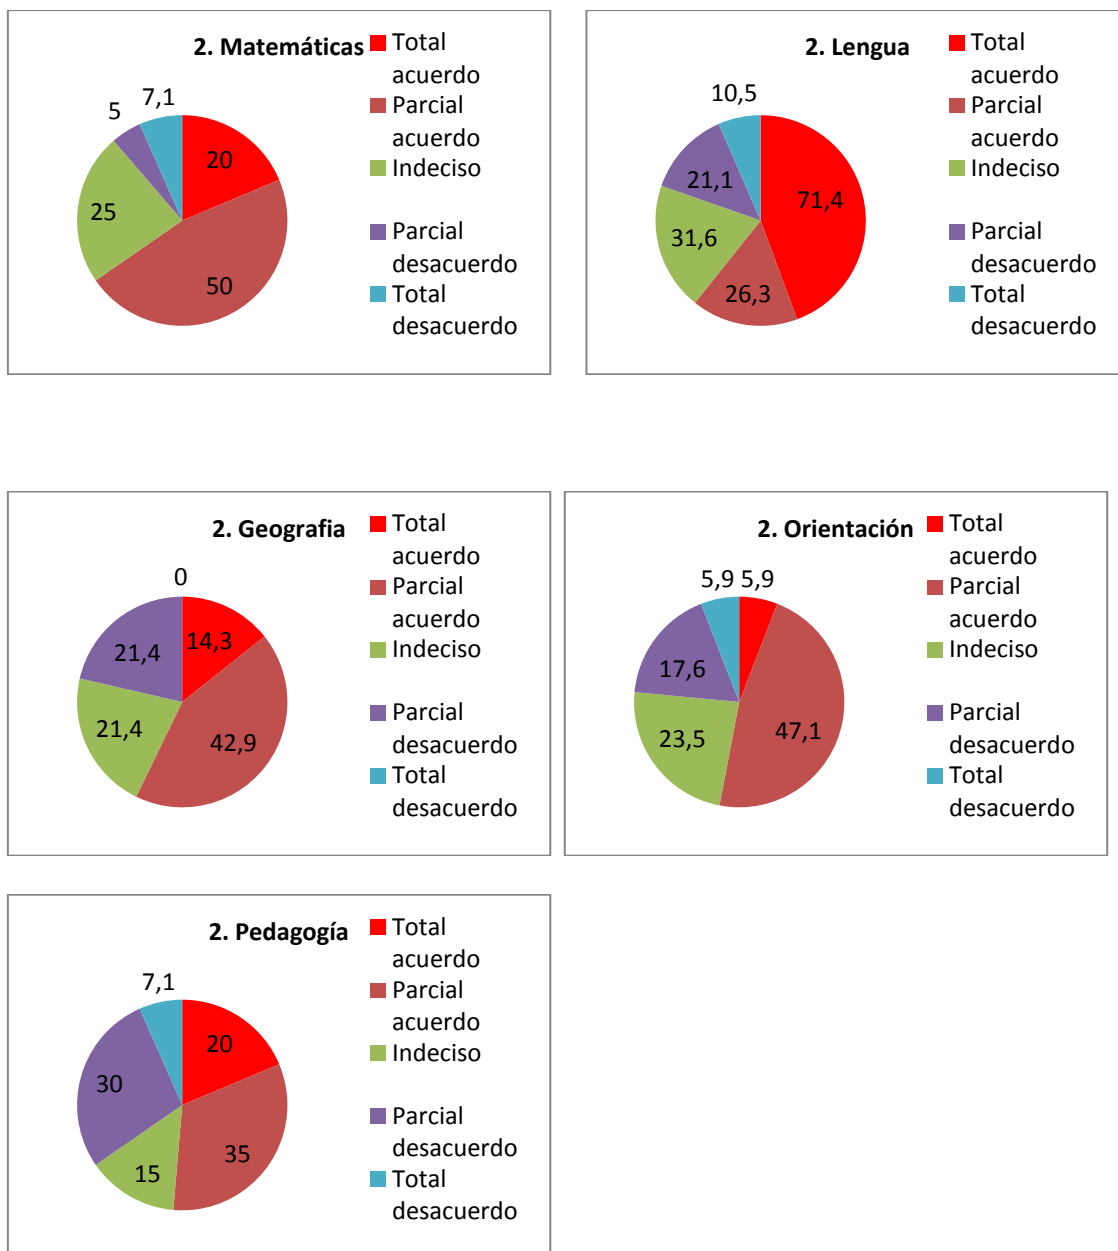 2. Matemáticas
Total
acuerdo
Parcial
acuerdo
Indeciso
Parcial
desacuerdo
Total
desacuerdo
20
50
25
5
7,1
2. Lengua
Total
acuerdo
Parcial
acuerdo
Indeciso
Parcial
desacuerdo
Total
desacuerdo
71,4
26,3
31,6
21,1
10,5
2. Geografia
Total
acuerdo
Parcial
acuerdo
Indeciso
Parcial
desacuerdo
Total
desacuerdo
14,3
42,9
21,4
21,4
0
2. Orientación
Total
acuerdo
Parcial
acuerdo
Indeciso
Parcial
desacuerdo
Total
desacuerdo
5,9
47,1
23,5
17,6
5,9
2. Pedagogía
Total
acuerdo
Parcial
acuerdo
Indeciso
Parcial
desacuerdo
Total
desacuerdo
20
35
15
30
7,1